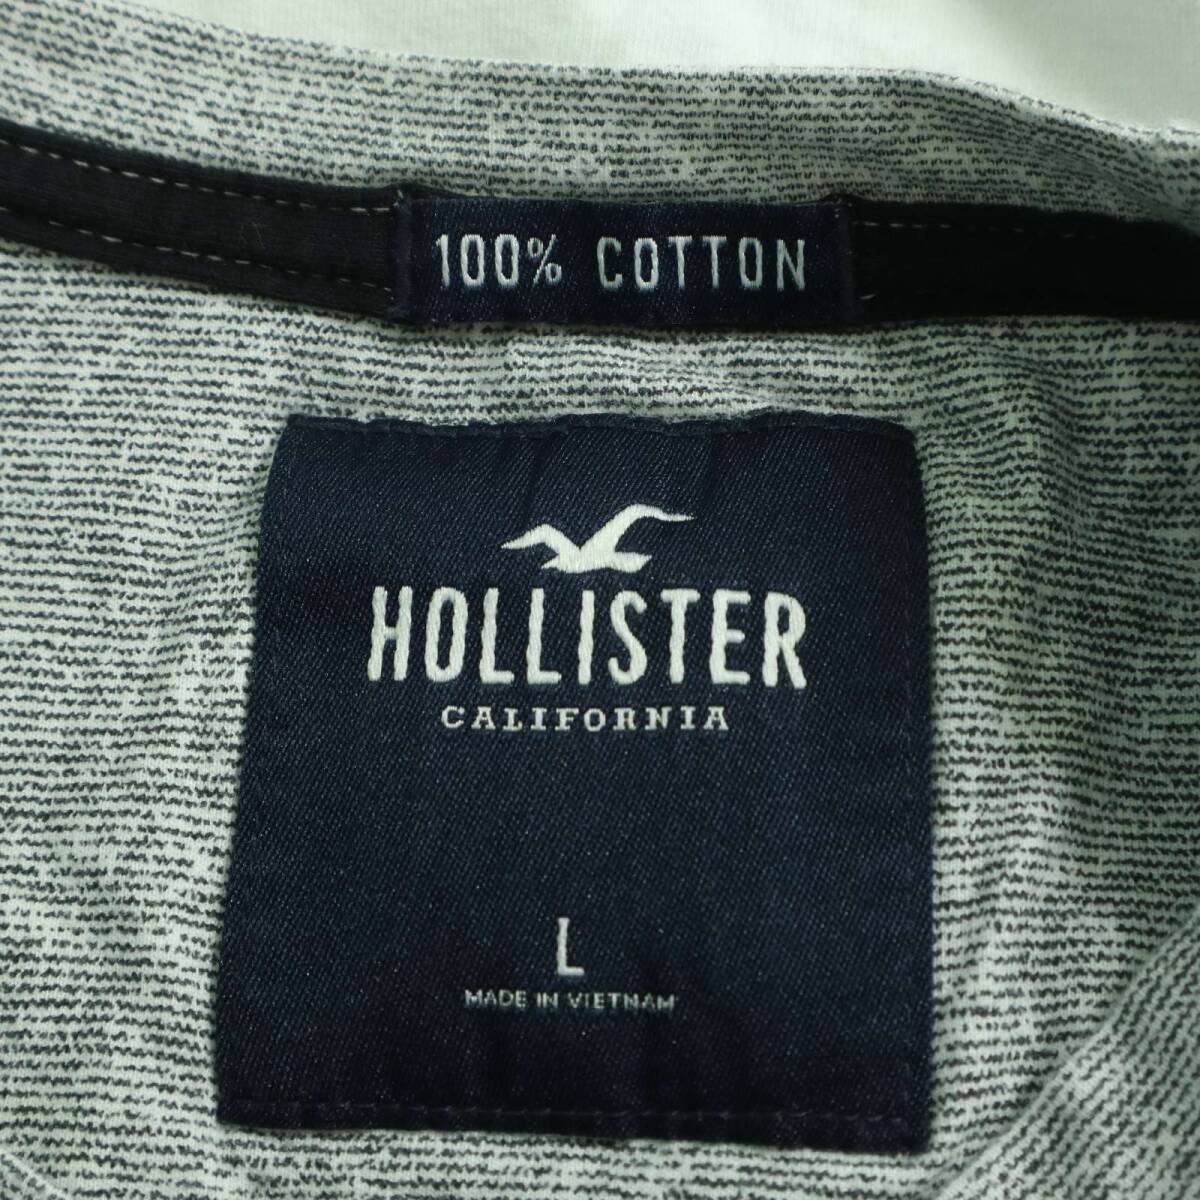 100% COTTON
HOLLISTER
CALIFORNIA
L
MADE IN VIETNAM